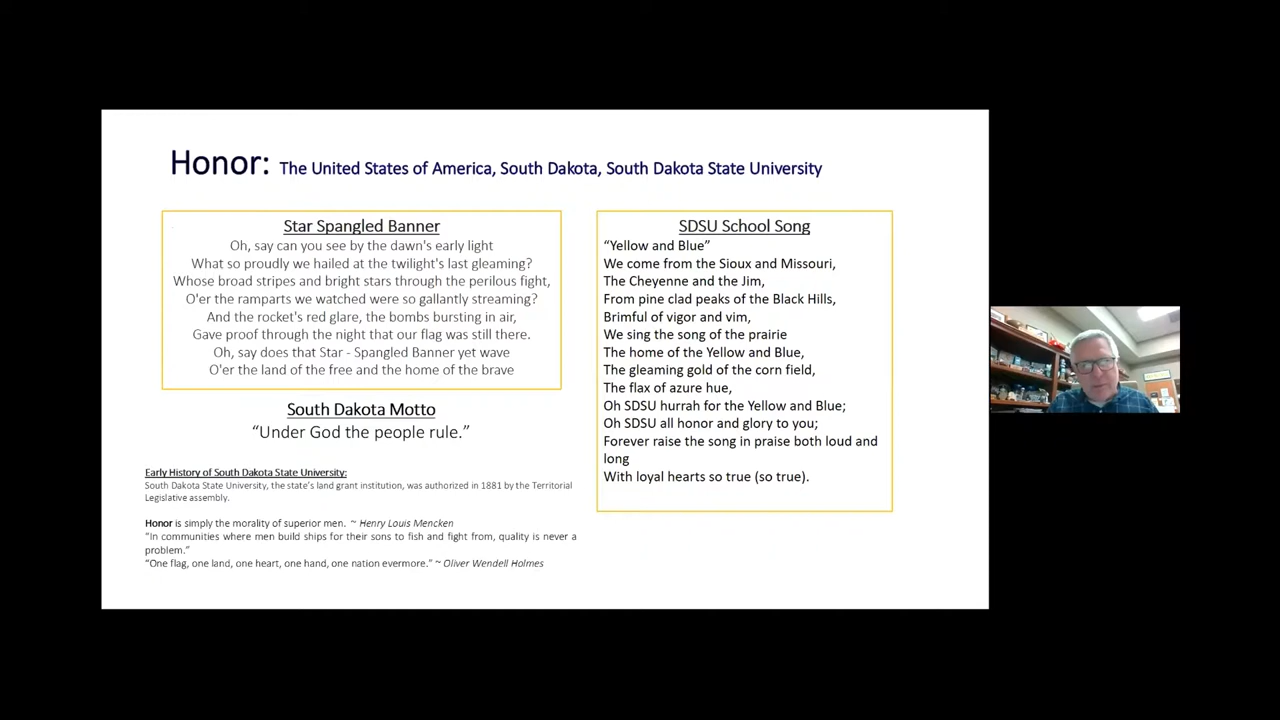 Honor: The United States of America, South Dakota, South Dakota State University
Star Spangled Banner
Oh, say can you see by the dawn's early light
What so proudly we hailed at the twilight's last gleaming?
Whose broad stripes and bright stars through the perilous fight,
O'er the ramparts we watched were so gallantly streaming?
And the rocket's red glare, the bombs bursting in air,
Gave proof through the night that our flag was still there.
Oh, say does that Star - Spangled Banner yet wave
O'er the land of the free and the home of the brave
South Dakota Motto
“Under God the people rule.”
Early History of South Dakota State University:
South Dakota State University, the state's land grant institution, was authorized in 1881 by the Territorial
Legislative assembly.
Honor is simply the morality of superior men. ~ Henry Louis Mencken
“In communities where men build ships for their sons to fish and fight from, quality is never a
problem.”
“One flag, one land, one heart, one hand, one nation evermore.” ~ Oliver Wendell Holmes
SDSU School Song
“Yellow and Blue”
We come from the Sioux and Missouri,
The Cheyenne and the Jim,
From pine clad peaks of the Black Hills,
Brimful of vigor and vim,
We sing the song of the prairie
The home of the Yellow and Blue,
The gleaming gold of the corn field,
The flax of azure hue,
Oh SDSU hurrah for the Yellow and Blue;
Oh SDSU all honor and glory to you;
Forever raise the song in praise both loud and
long
With loyal hearts so true (so true).